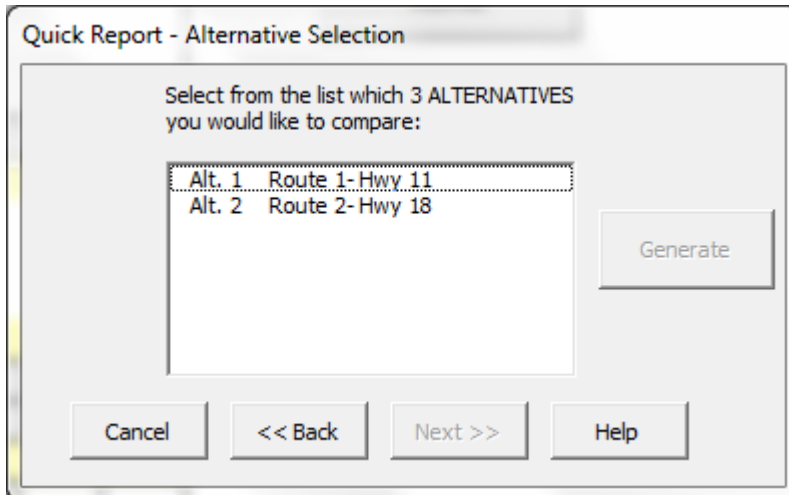 Quick Report - Alternative Selection
Select from the list which 3 ALTERNATIVES
you would like to compare:
Alt. 1 Route 1- Hwy 11
Alt. 2 Route 2- Hwy 18
Generate
Cancel << Back Next >> Help